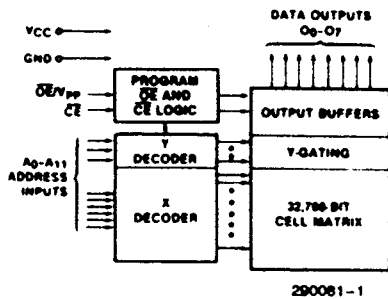 VCC
GND
OE/VPP
CE
PROGRAM
OE AND
CE LOGIC
Y
DECODER
X
DECODER
A0-A11
ADDRESS
INPUTS
DATA OUTPUTS
O0-O7
OUTPUT BUFFERS
Y-GATING
32,768-BIT
CELL MATRIX
290081-1